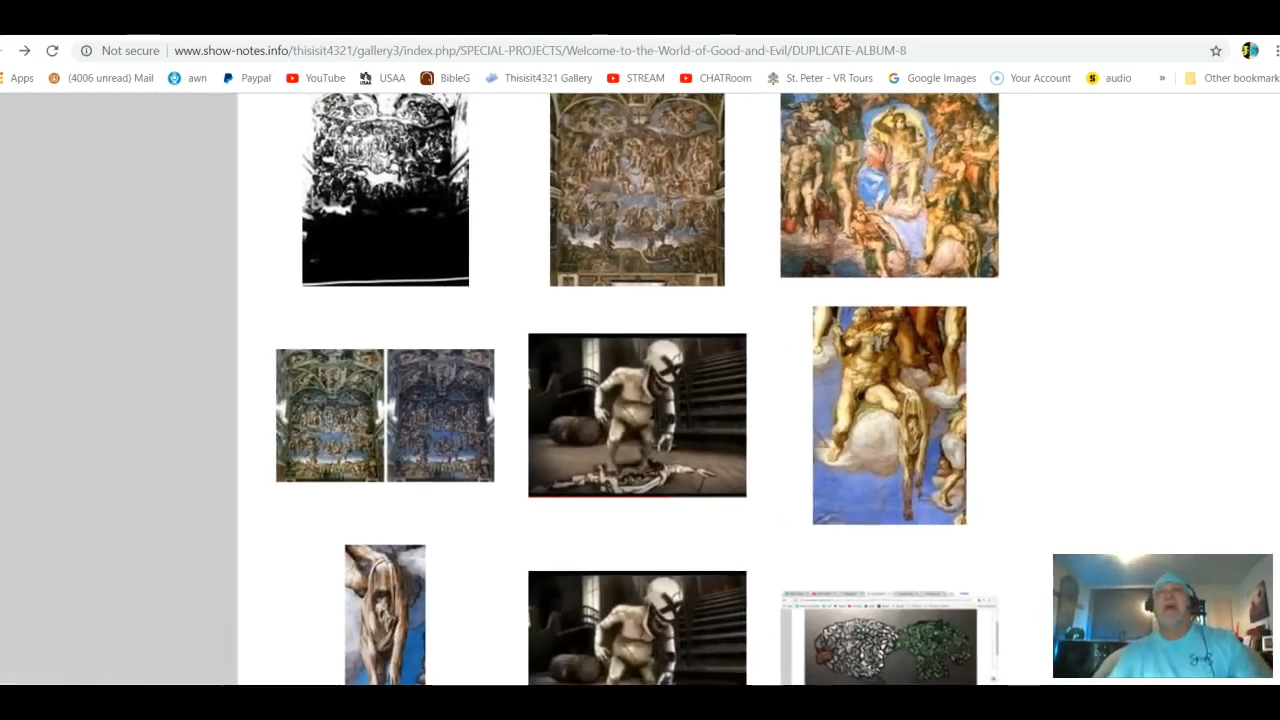 Not secure www.show-notes.info/thisisit4321/gallery3/index.php/SPECIAL-PROJECTS/Welcome-to-the-World-of-Good-and-Evil/DUPLICATE-ALBUM-8
Apps (4006 unread) Mail awn Paypal YouTube USAA BibleG Thisisit4321 Gallery STREAM CHATRoom St. Peter - VR Tours Google Images Your Account audio » Other bookmark